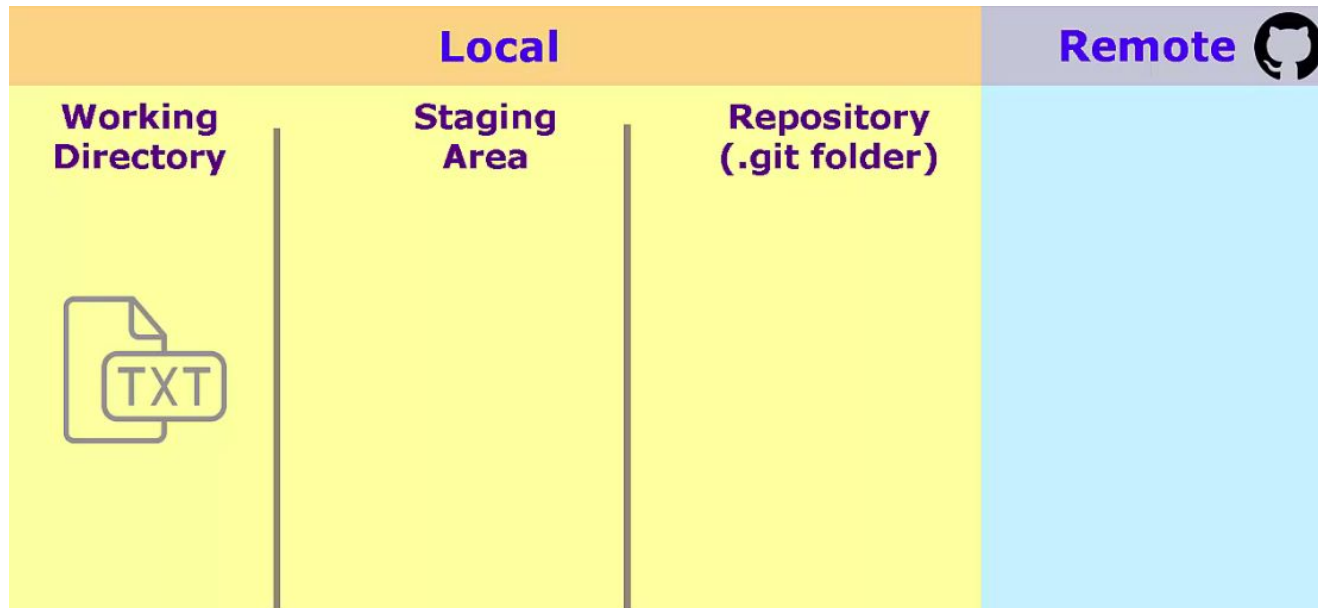 Local
Remote
Working
Directory
Staging
Area
Repository
(.git folder)
TXT